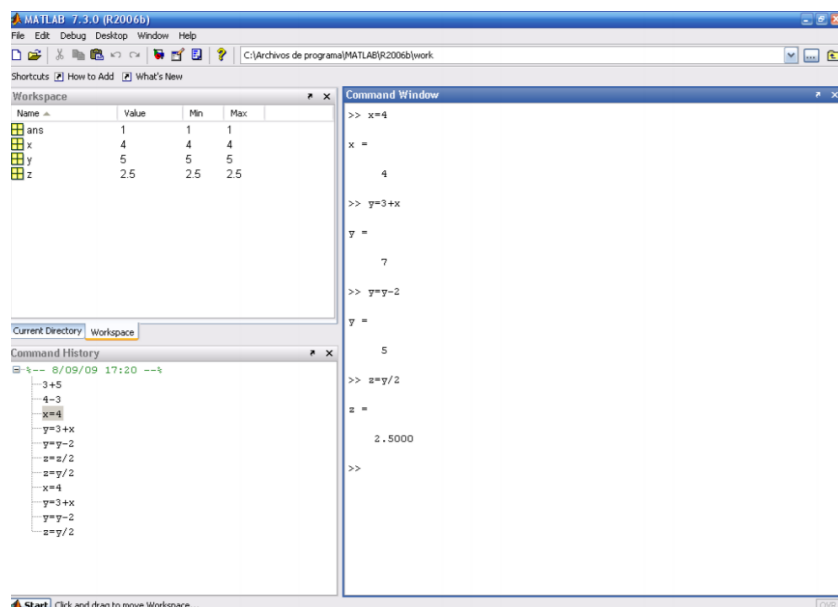 MATLAB 7.3.0 (R2006b)
File Edit Debug Desktop Window Help
C:\Archivos de programa\MATLAB\R2006b\work
Shortcuts How to Add What's New
Workspace
Name Value Min Max
ans 1 1 1
x 4 4 4
y 5 5 5
z 2.5 2.5 2.5
Current Directory Workspace
Command History
%-- 8/09/09 17:20 --%
3+5
4-3
x=4
y=3+x
y=y-2
z=z/2
z=y/2
x=4
y=3+x
y=y-2
z=y/2
Command Window
>> x=4
x =
4
>> y=3+x
y =
7
>> y=y-2
y =
5
>> z=y/2
z =
2.5000
>>
Start Click and drag to move Workspace...
OVR